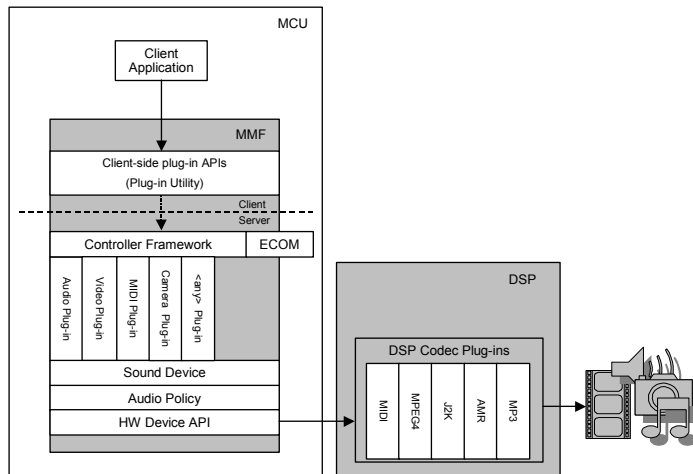 MCU
Client
Application
MMF
Client-side plug-in APIs
(Plug-in Utility)
Client
Server
Controller Framework
ECOM
Audio Plug-in
Video Plug-in
MIDI Plug-in
Camera Plug-in
<any> Plug-in
Sound Device
Audio Policy
HW Device API
DSP
DSP Codec Plug-ins
MIDI
MPEG4
J2K
AMR
MP3